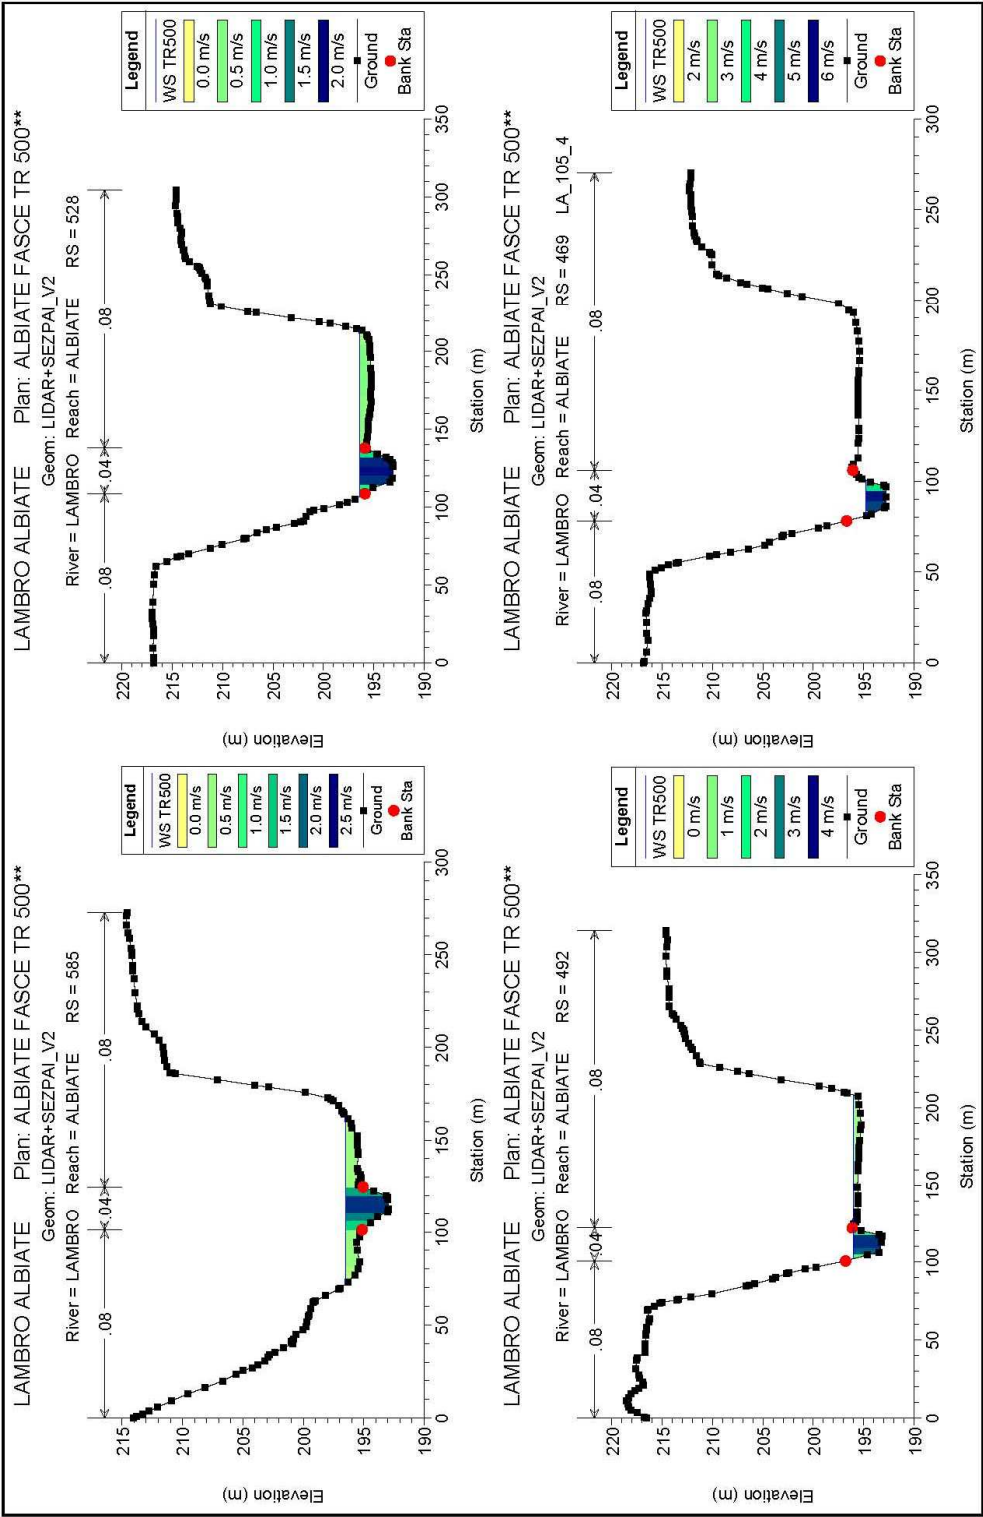 LAMBRO ALBIATE Plan: ALBIATE FASCE TR 500**
Geom: LIDAR+SEZPAI_V2
River = LAMBRO Reach = ALBIATE RS = 585
.08
.04
.08
215
210
205
200
195
190
Elevation (m)
0
50
100
150
200
250
300
Station (m)
Legend
WS TR500
0.0 m/s
0.5 m/s
1.0 m/s
1.5 m/s
2.0 m/s
2.5 m/s
Ground
Bank Sta
LAMBRO ALBIATE Plan: ALBIATE FASCE TR 500**
Geom: LIDAR+SEZPAI_V2
River = LAMBRO Reach = ALBIATE RS = 528
.08
.04
.08
220
215
210
205
200
195
190
Elevation (m)
0
50
100
150
200
250
300
350
Station (m)
Legend
WS TR500
0.0 m/s
0.5 m/s
1.0 m/s
1.5 m/s
2.0 m/s
Ground
Bank Sta
LAMBRO ALBIATE Plan: ALBIATE FASCE TR 500**
Geom: LIDAR+SEZPAI_V2
River = LAMBRO Reach = ALBIATE RS = 492
.08
.04
.08
220
215
210
205
200
195
190
Elevation (m)
0
50
100
150
200
250
300
350
Station (m)
Legend
WS TR500
0 m/s
1 m/s
2 m/s
3 m/s
4 m/s
Ground
Bank Sta
LAMBRO ALBIATE Plan: ALBIATE FASCE TR 500**
Geom: LIDAR+SEZPAI_V2
River = LAMBRO Reach = ALBIATE RS = 469 LA_105_4
.08
.04
.08
220
215
210
205
200
195
190
Elevation (m)
0
50
100
150
200
250
300
Station (m)
Legend
WS TR500
2 m/s
3 m/s
4 m/s
5 m/s
6 m/s
Ground
Bank Sta